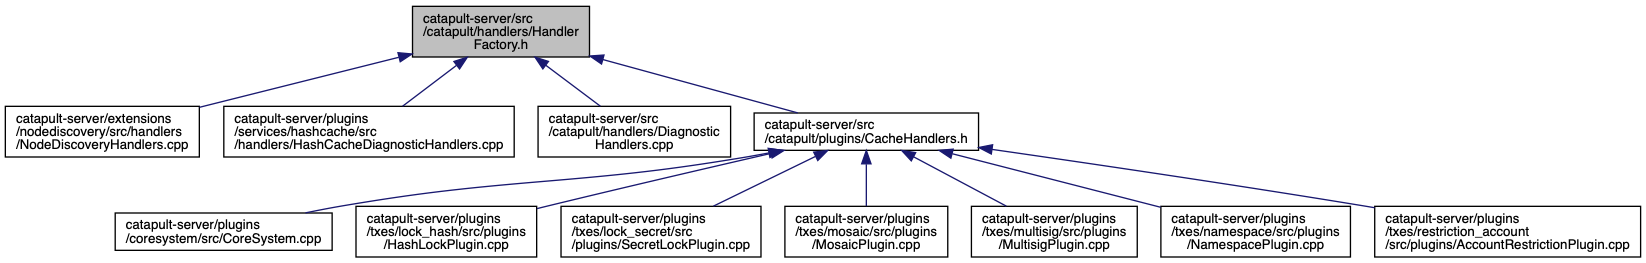 catapult-server/src
/catapult/handlers/Handler
Factory.h
catapult-server/extensions
/nodediscovery/src/handlers
/NodeDiscoveryHandlers.cpp
catapult-server/plugins
/services/hashcache/src
/handlers/HashCacheDiagnosticHandlers.cpp
catapult-server/src
/catapult/handlers/Diagnostic
Handlers.cpp
catapult-server/src
/catapult/plugins/CacheHandlers.h
catapult-server/plugins
/coresystem/src/CoreSystem.cpp
catapult-server/plugins
/txes/lock_hash/src/plugins
/HashLockPlugin.cpp
catapult-server/plugins
/txes/lock_secret/src
/plugins/SecretLockPlugin.cpp
catapult-server/plugins
/txes/mosaic/src/plugins
/MosaicPlugin.cpp
catapult-server/plugins
/txes/multisig/src/plugins
/MultisigPlugin.cpp
catapult-server/plugins
/txes/namespace/src/plugins
/NamespacePlugin.cpp
catapult-server/plugins
/txes/restriction_account
/src/plugins/AccountRestrictionPlugin.cpp